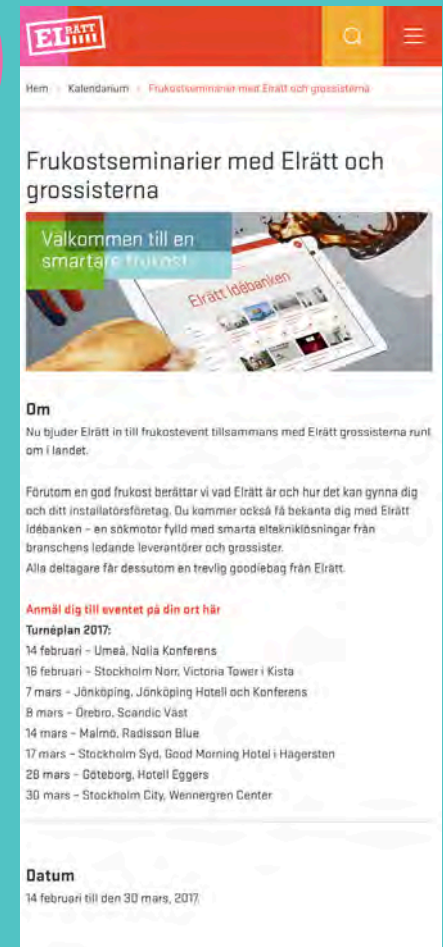 ELRÄTT
Hem Kalendarium Frukostseminarier med Elrätt och grossisterna
Frukostseminarier med Elrätt och
grossisterna
Välkommen till en
smartare frukost
Elrätt Idébanken
Om
Nu bjuder Elrätt in till frukostevent tillsammans med Elrätt grossisterna runt
om i landet.
Förutom en god frukost berättar vi vad Elrätt är och hur det kan gynna dig
och ditt installatörsföretag. Du kommer också få bekanta dig med Elrätt
Idébanken – en sökmotor fylld med smarta eltekniklösningar från
branschens ledande leverantörer och grossister.
Alla deltagare får dessutom en trevlig goodiebag från Elrätt.
Anmäl dig till eventet på din ort här
Turnéplan 2017:
14 februari – Umeå, Nolia Konferens
16 februari – Stockholm Norr, Victoria Tower i Kista
7 mars – Jönköping, Jönköping Hotell och Konferens
8 mars – Örebro, Scandic Väst
14 mars – Malmö, Radisson Blue
17 mars – Stockholm Syd, Good Morning Hotel i Hägersten
28 mars – Göteborg, Hotell Eggers
30 mars – Stockholm City, Wennergren Center
Datum
14 februari till den 30 mars, 2017.